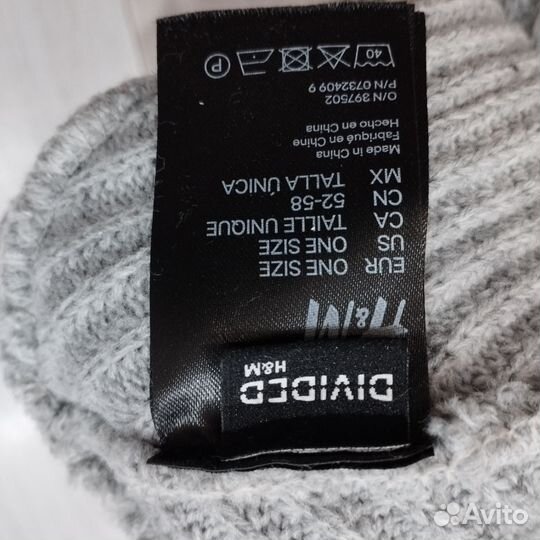 DIVIDED
H&M
H&M
EUR ONE SIZE
US ONE SIZE
CA TAILLE UNIQUE
CN 52-58
MX TALLA ÚNICA
Made in China
Fabriqué en Chine
Hecho en China
O/N 397502
P/N 0732409 9
40
P
Avito